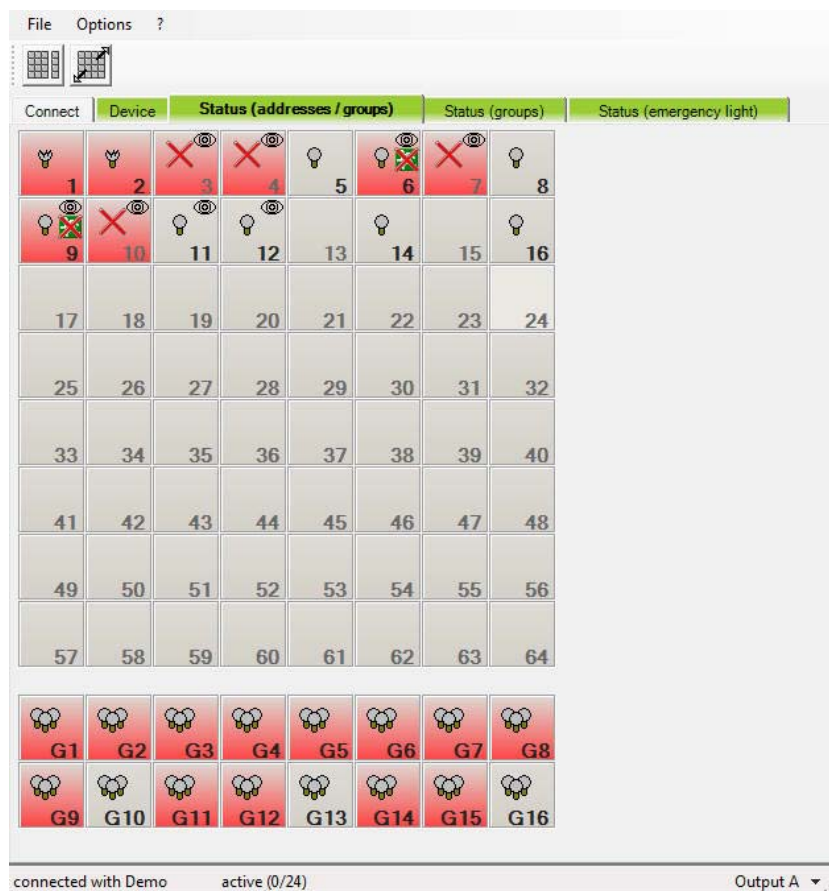 File Options ?
Connect Device Status (addresses / groups) Status (groups) Status (emergency light)
1 2 3 4 5 6 7 8
9 10 11 12 13 14 15 16
17 18 19 20 21 22 23 24
25 26 27 28 29 30 31 32
33 34 35 36 37 38 39 40
41 42 43 44 45 46 47 48
49 50 51 52 53 54 55 56
57 58 59 60 61 62 63 64
G1 G2 G3 G4 G5 G6 G7 G8
G9 G10 G11 G12 G13 G14 G15 G16
connected with Demo active (0/24) Output A